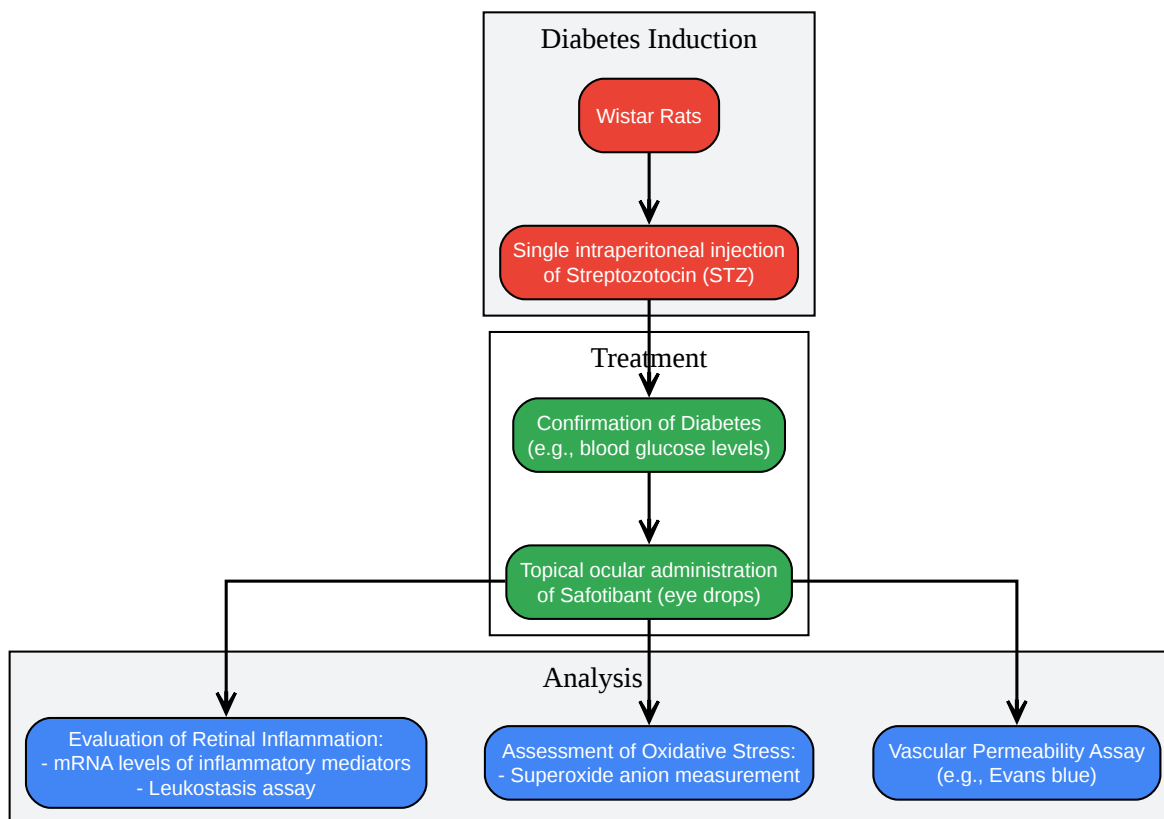 Diabetes Induction
Wistar Rats
Single intraperitoneal injection
of Streptozotocin (STZ)
Treatment
Confirmation of Diabetes
(e.g., blood glucose levels)
Topical ocular administration
of Safotibant (eye drops)
Analysis
Evaluation of Retinal Inflammation:
- mRNA levels of inflammatory mediators
- Leukostasis assay
Assessment of Oxidative Stress:
- Superoxide anion measurement
Vascular Permeability Assay
(e.g., Evans blue)